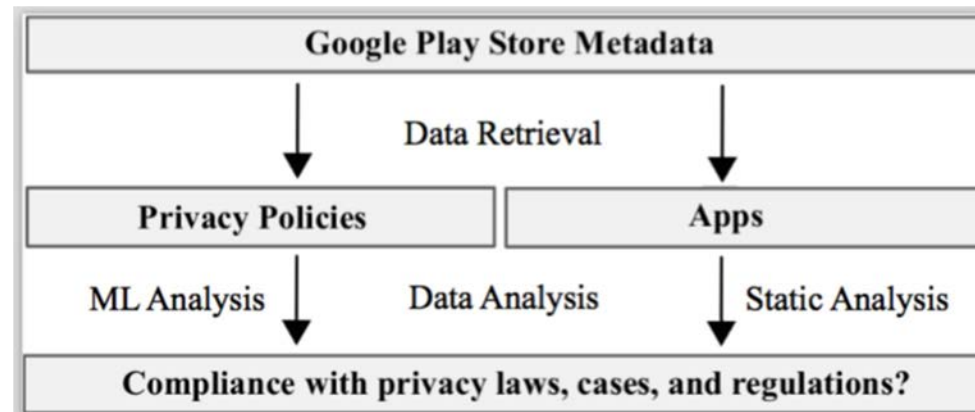 Google Play Store Metadata
Data Retrieval
Privacy Policies
Apps
ML Analysis
Data Analysis
Static Analysis
Compliance with privacy laws, cases, and regulations?